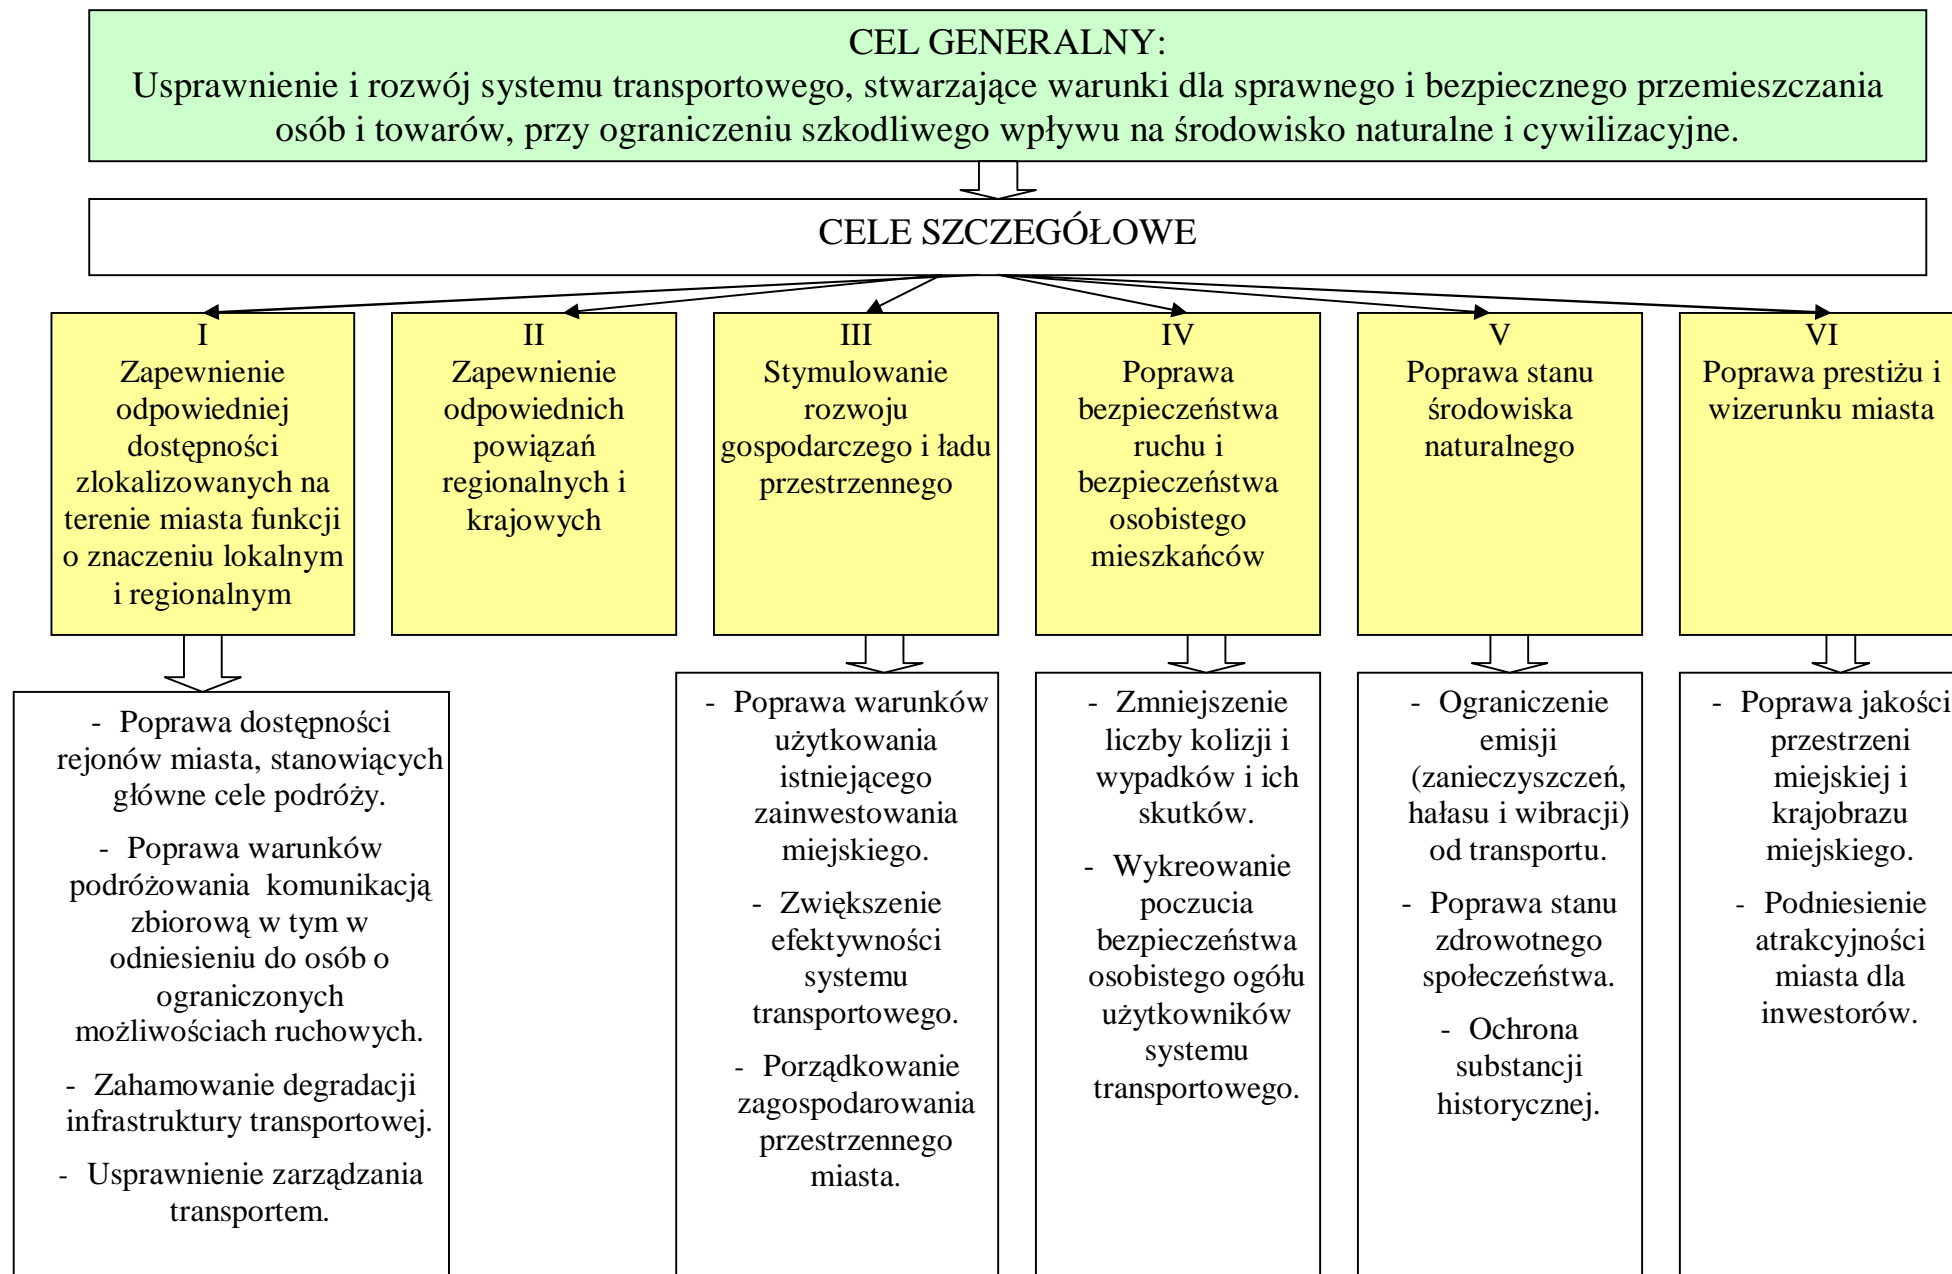 CEL GENERALNY:
Usprawnienie i rozwój systemu transportowego, stwarzające warunki dla sprawnego i bezpiecznego przemieszczania
osób i towarów, przy ograniczeniu szkodliwego wpływu na środowisko naturalne i cywilizacyjne.
CELE SZCZEGÓŁOWE
I
Zapewnienie
odpowiedniej
dostępności
zlokalizowanych na
terenie miasta funkcji
o znaczeniu lokalnym
i regionalnym
II
Zapewnienie
odpowiednich
powiązań
regionalnych i
krajowych
III
Stymulowanie
rozwoju
gospodarczego i ładu
przestrzennego
IV
Poprawa
bezpieczeństwa
ruchu i
bezpieczeństwa
osobistego
mieszkańców
V
Poprawa stanu
środowiska
naturalnego
VI
Poprawa prestiżu i
wizerunku miasta
- Poprawa dostępności
rejonów miasta, stanowiących
główne cele podróży.
- Poprawa warunków
podróżowania komunikacją
zbiorową w tym w
odniesieniu do osób o
ograniczonych
możliwościach ruchowych.
- Zahamowanie degradacji
infrastruktury transportowej.
- Usprawnienie zarządzania
transportem.
- Poprawa warunków
użytkowania
istniejącego
zainwestowania
miejskiego.
- Zwiększenie
efektywności
systemu
transportowego.
- Porządkowanie
zagospodarowania
przestrzennego
miasta.
- Zmniejszenie
liczby kolizji i
wypadków i ich
skutków.
- Wykreowanie
poczucia
bezpieczeństwa
osobistego ogółu
użytkowników
systemu
transportowego.
- Ograniczenie
emisji
(zanieczyszczeń,
hałasu i wibracji)
od transportu.
- Poprawa stanu
zdrowotnego
społeczeństwa.
- Ochrona
substancji
historycznej.
- Poprawa jakości
przestrzeni
miejskiej i
krajobrazu
miejskiego.
- Podniesienie
atrakcyjności
miasta dla
inwestorów.